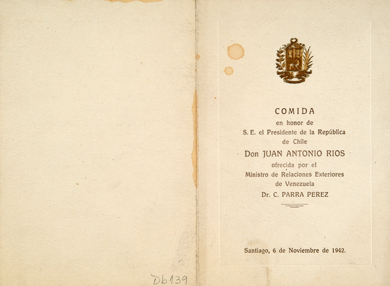 COMIDA
en honor de
S. E. el Presidente de la República
de Chile
Don JUAN ANTONIO RIOS
ofrecida por el
Ministro de Relaciones Exteriores
de Venezuela
Dr. C. PARRA PEREZ
Santiago, 6 de Noviembre de 1942.
Db139